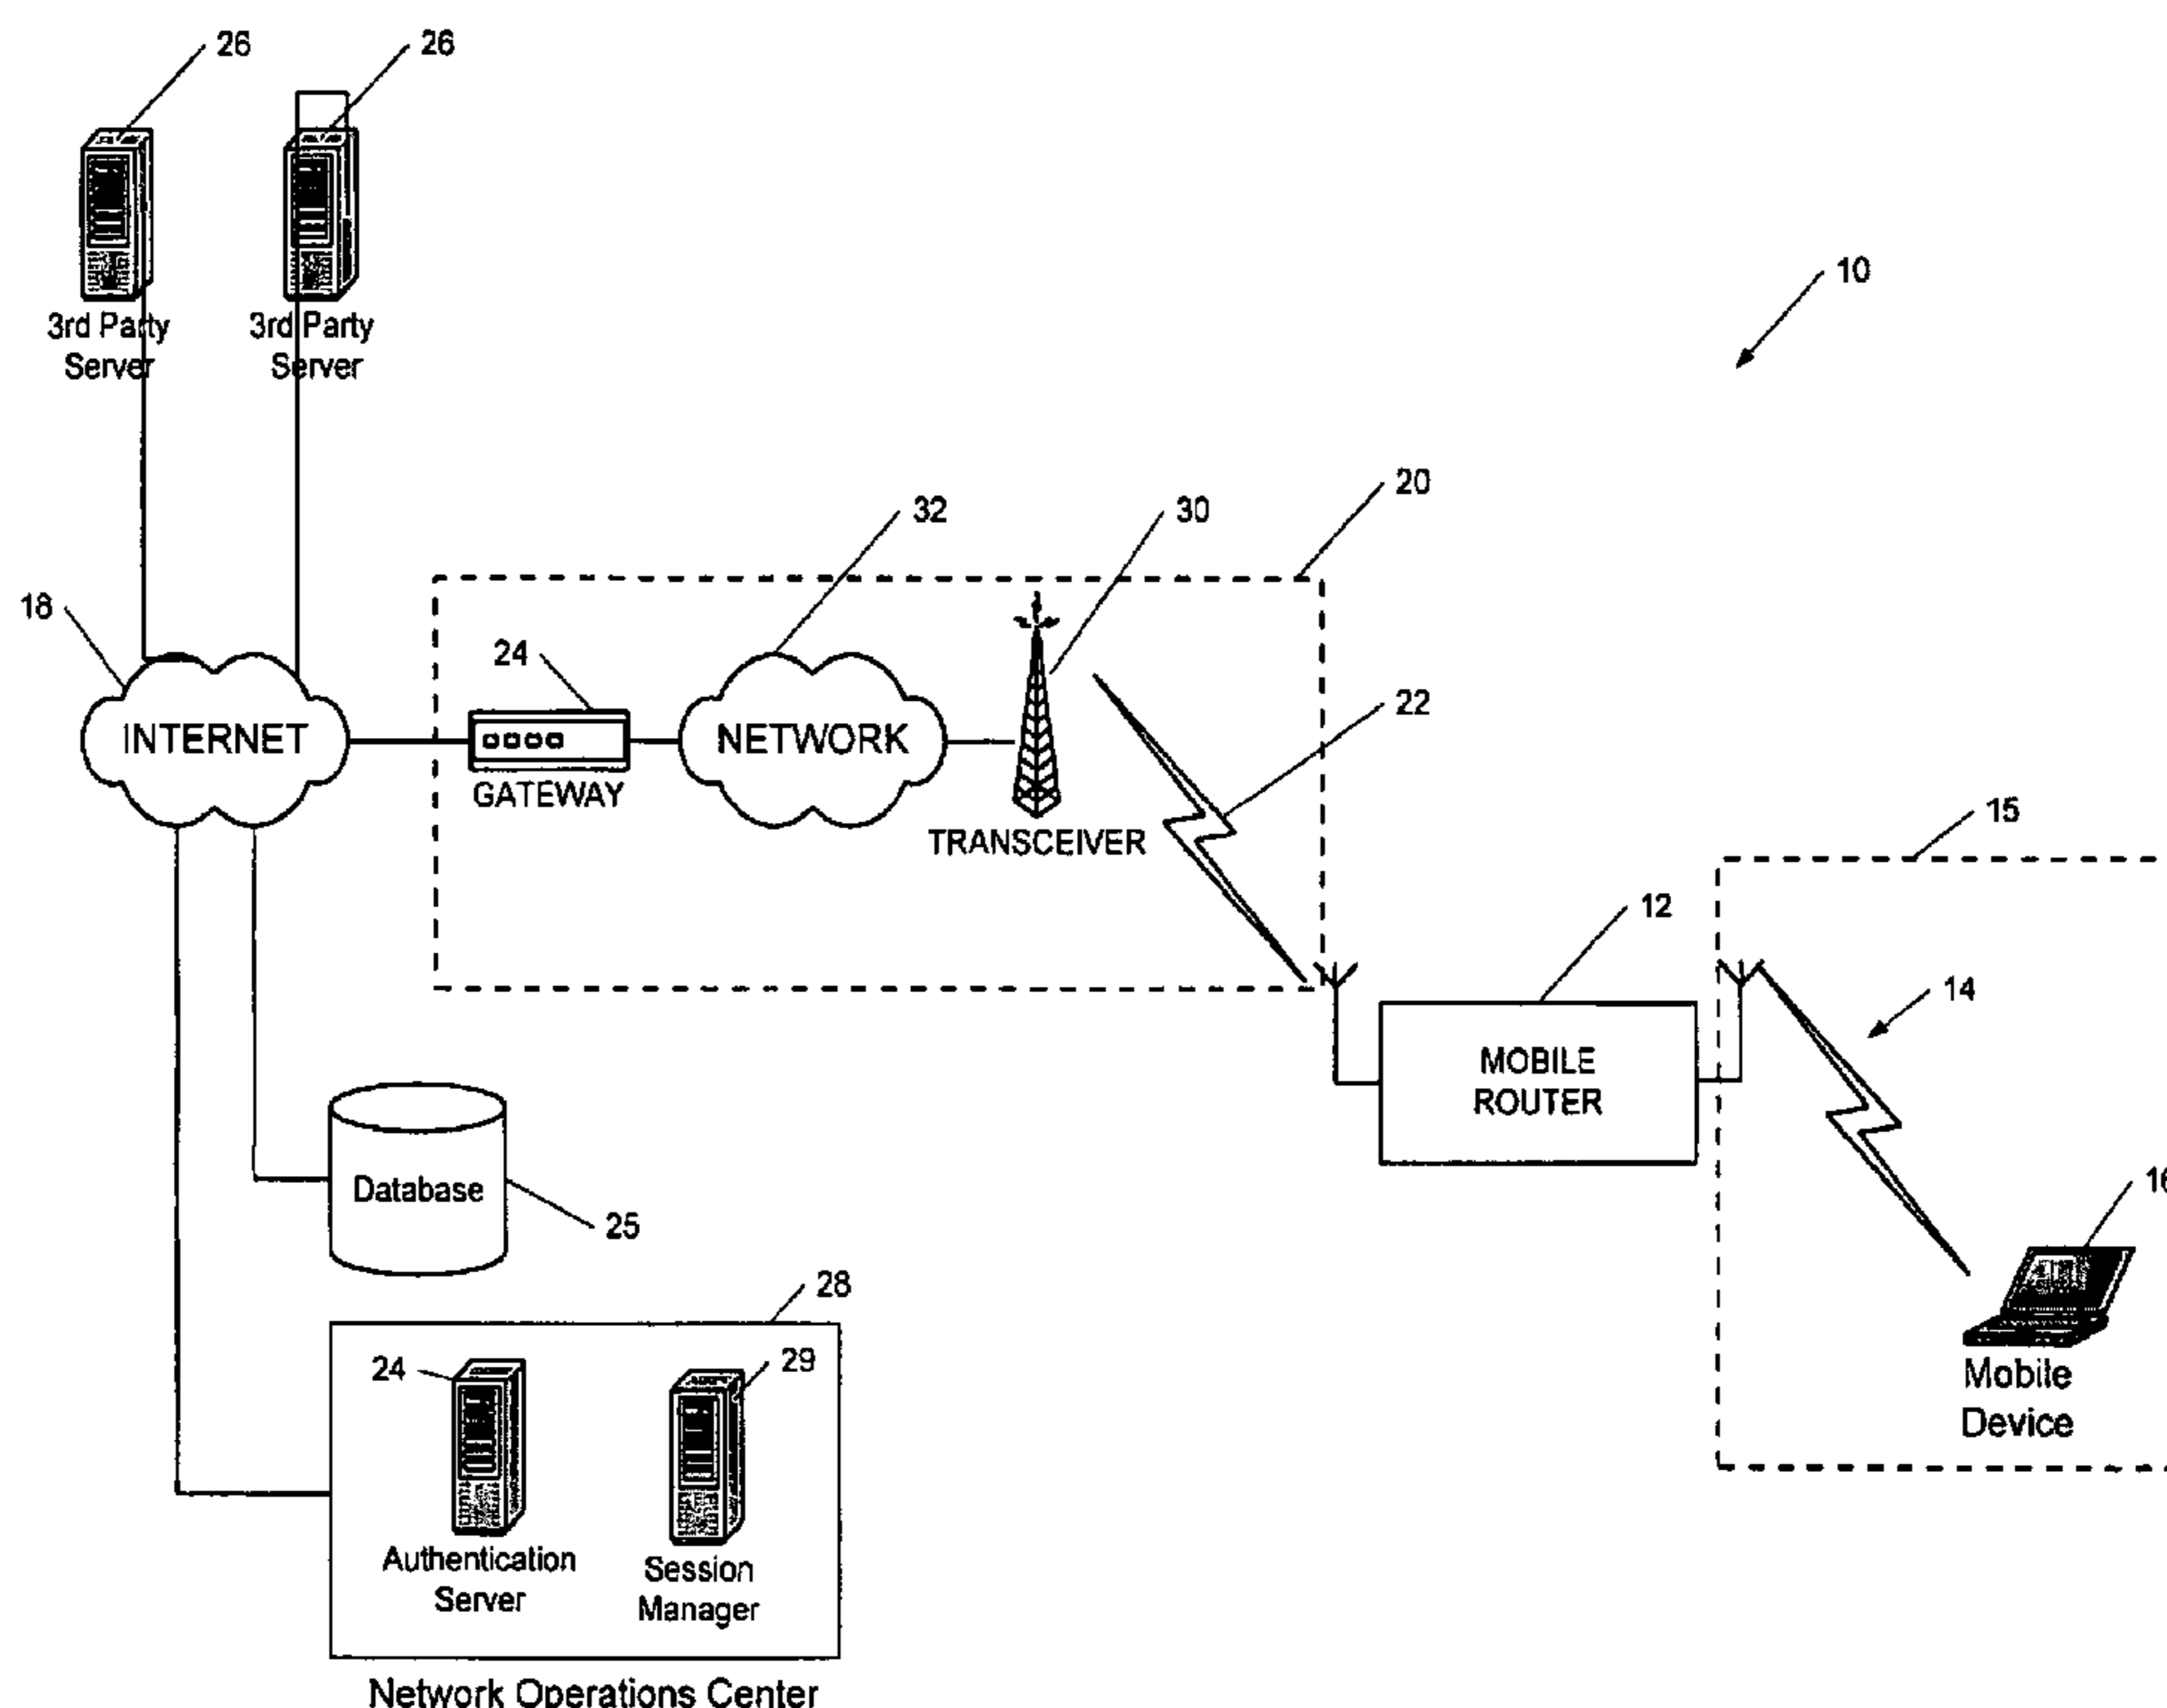 26
26
3rd Party
Server
3rd Party
Server
10
20
32
30
18
24
22
INTERNET
NETWORK
GATEWAY
TRANSCEIVER
15
12
14
MOBILE
ROUTER
16
Database
25
28
24
29
Mobile
Device
Authentication
Server
Session
Manager
Network Operations Center